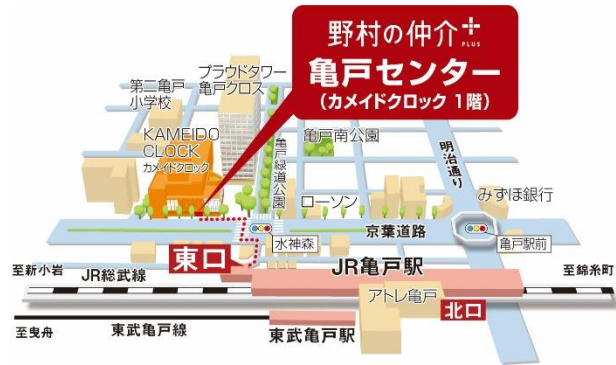 野村の仲介+
PLUS
亀戸センター
(カメイドクロック 1階)
プラウドタワー
亀戸クロス
第二亀戸
小学校
KAMEIDO
CLOCK
カメイドクロック
亀戸緑道公園
亀戸南公園
明治通り
ローソン
みずほ銀行
京葉道路
水神森
亀戸駅前
東口
JR亀戸駅
至新小岩
JR総武線
至錦糸町
アトレ亀戸
北口
至曳舟
東武亀戸線
東武亀戸駅